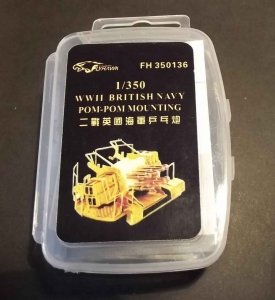 FLYHAWK
FH 350136
1/350
WWII BRITISH NAVY
POM-POM MOUNTING
二戰英國海軍乒乓炮